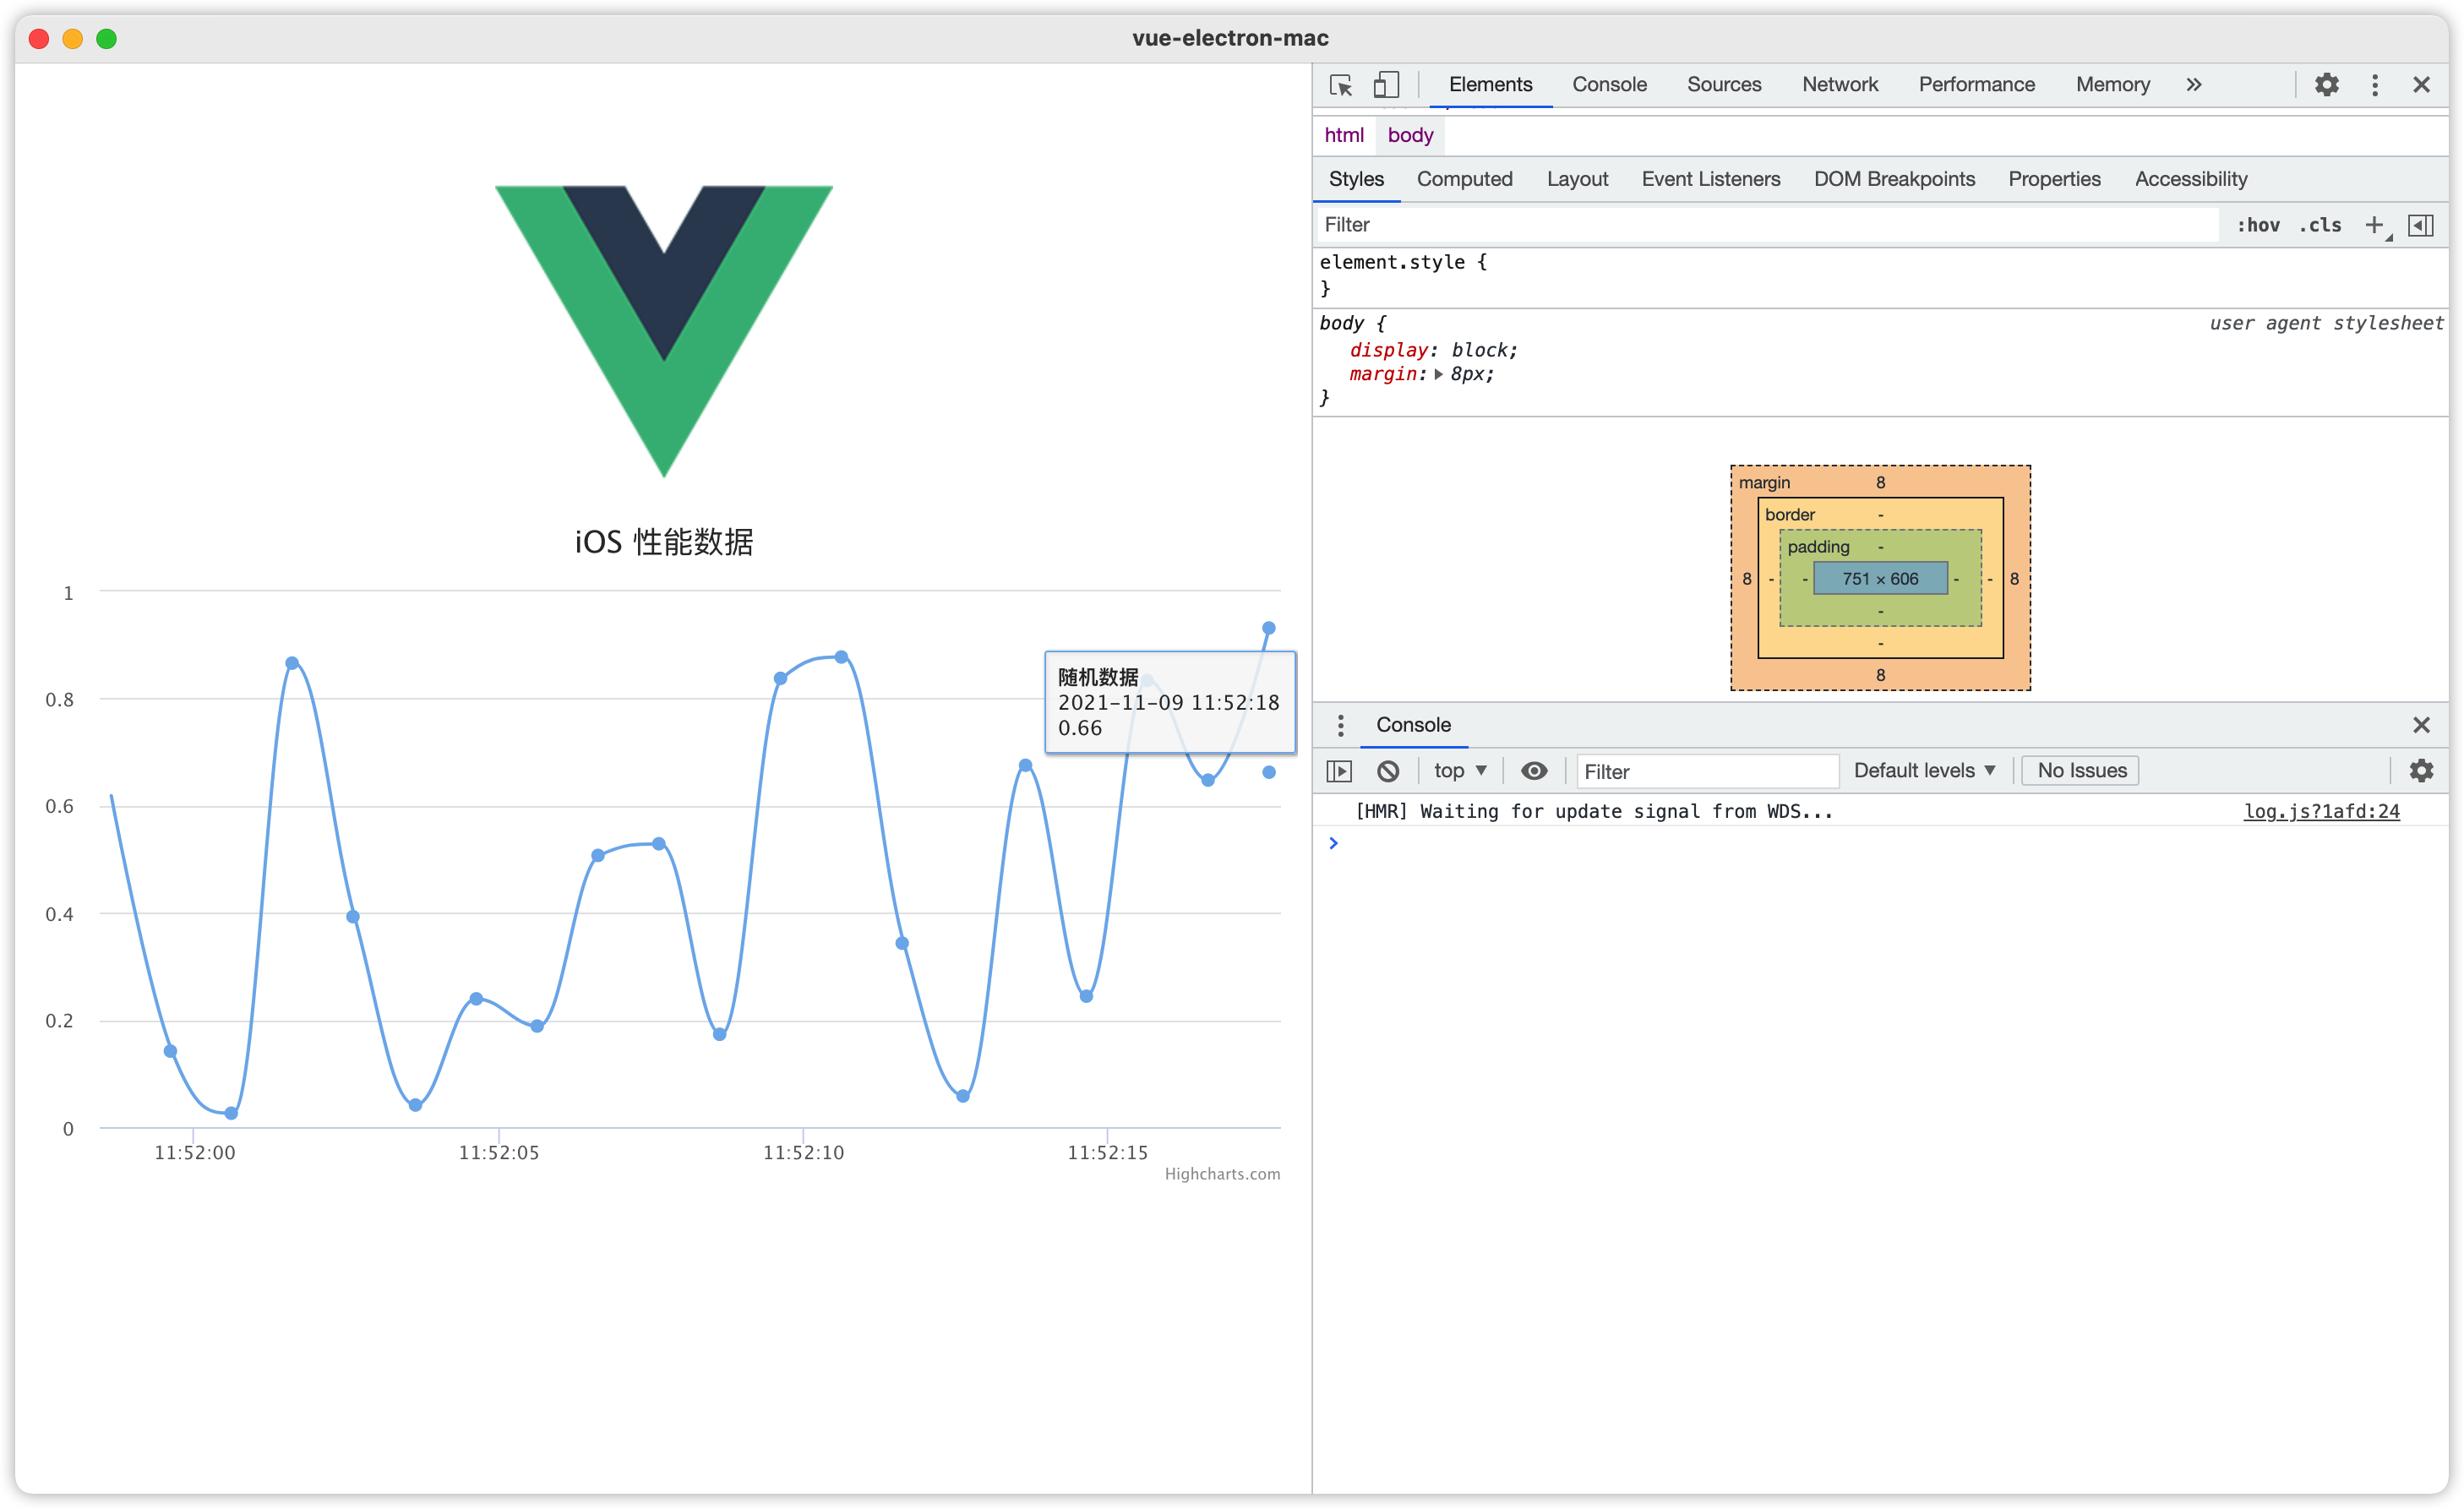 vue-electron-mac
iOS 性能数据
1
0.8
0.6
0.4
0.2
0
随机数据
2021-11-09 11:52:18
0.66
11:52:00 11:52:05 11:52:10 11:52:15
Highcharts.com
Elements Console Sources Network Performance Memory »
html body
Styles Computed Layout Event Listeners DOM Breakpoints Properties Accessibility
Filter :hov .cls +
element.style {
}
body { user agent stylesheet
display: block;
margin: 8px;
}
margin 8
border -
padding -
8 - - 751 × 606 - - 8
-
-
8
Console
top Filter Default levels No Issues
[HMR] Waiting for update signal from WDS... log.js?1afd:24